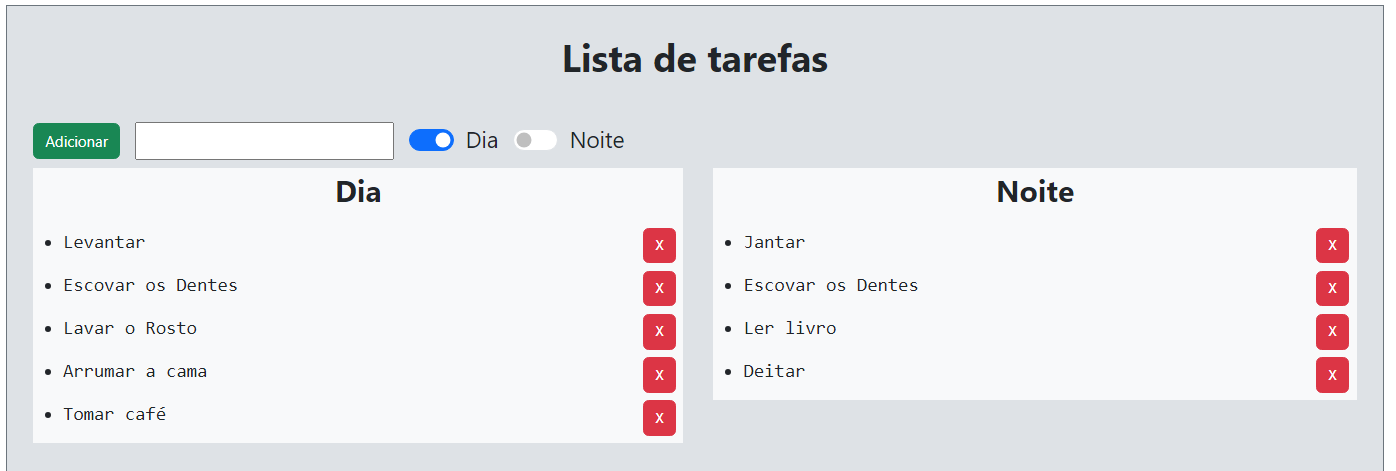 Lista de tarefas
Adicionar Dia Noite
Dia
Levantar X
Escovar os Dentes X
Lavar o Rosto X
Arrumar a cama X
Tomar café X
Noite
Jantar X
Escovar os Dentes X
Ler livro X
Deitar X